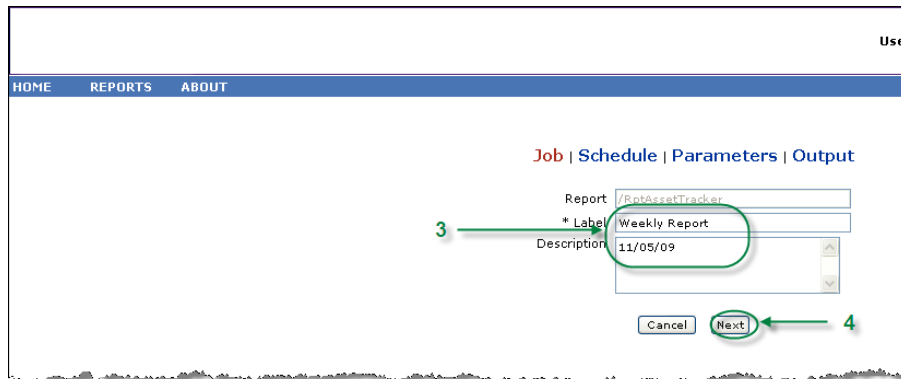 Use
HOME REPORTS ABOUT
Job | Schedule | Parameters | Output
Report /RptAssetTracker
* Label Weekly Report
3
Description 11/05/09
Cancel Next 4